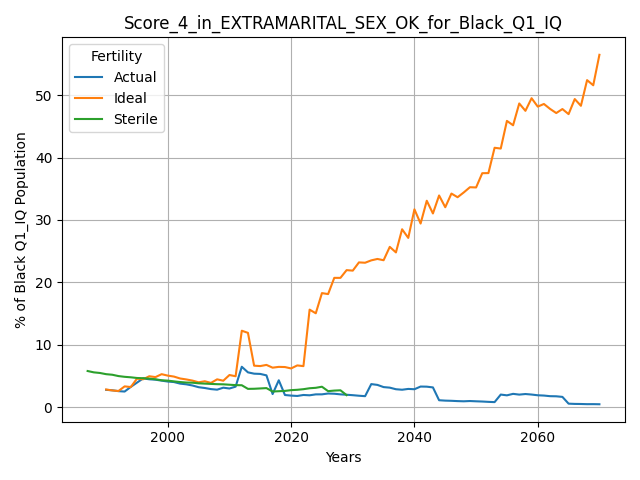 Score_4_in_EXTRAMARITAL_SEX_OK_for_Black_Q1_IQ
Fertility
Actual
Ideal
Sterile
% of Black Q1_IQ Population
50
40
30
20
10
0
2000
2020
2040
2060
Years